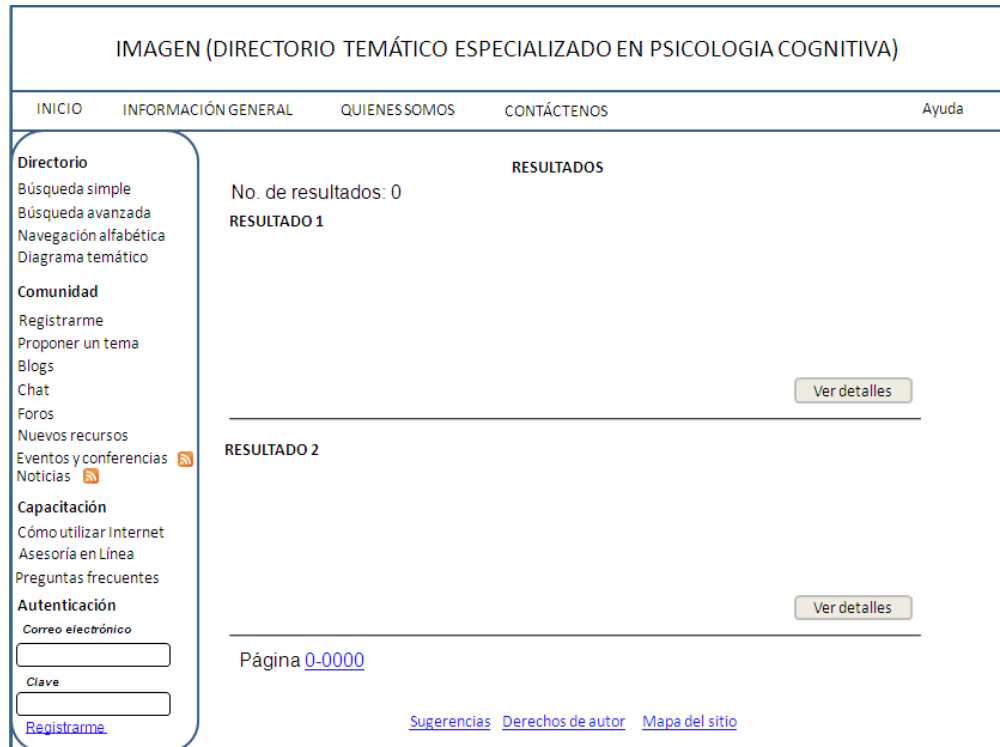 IMAGEN (DIRECTORIO TEMÁTICO ESPECIALIZADO EN PSICOLOGIA COGNITIVA)
INICIO INFORMACIÓN GENERAL QUIENES SOMOS CONTÁCTENOS Ayuda
Directorio
Búsqueda simple
Búsqueda avanzada
Navegación alfabética
Diagrama temático
Comunidad
Registrarme
Proponer un tema
Blogs
Chat
Foros
Nuevos recursos
Eventos y conferencias
Noticias
Capacitación
Cómo utilizar Internet
Asesoría en Línea
Preguntas frecuentes
Autenticación
Correo electrónico
Clave
Registrarme
RESULTADOS
No. de resultados: 0
RESULTADO 1
Ver detalles
RESULTADO 2
Ver detalles
Página 0-0000
Sugerencias Derechos de autor Mapa del sitio